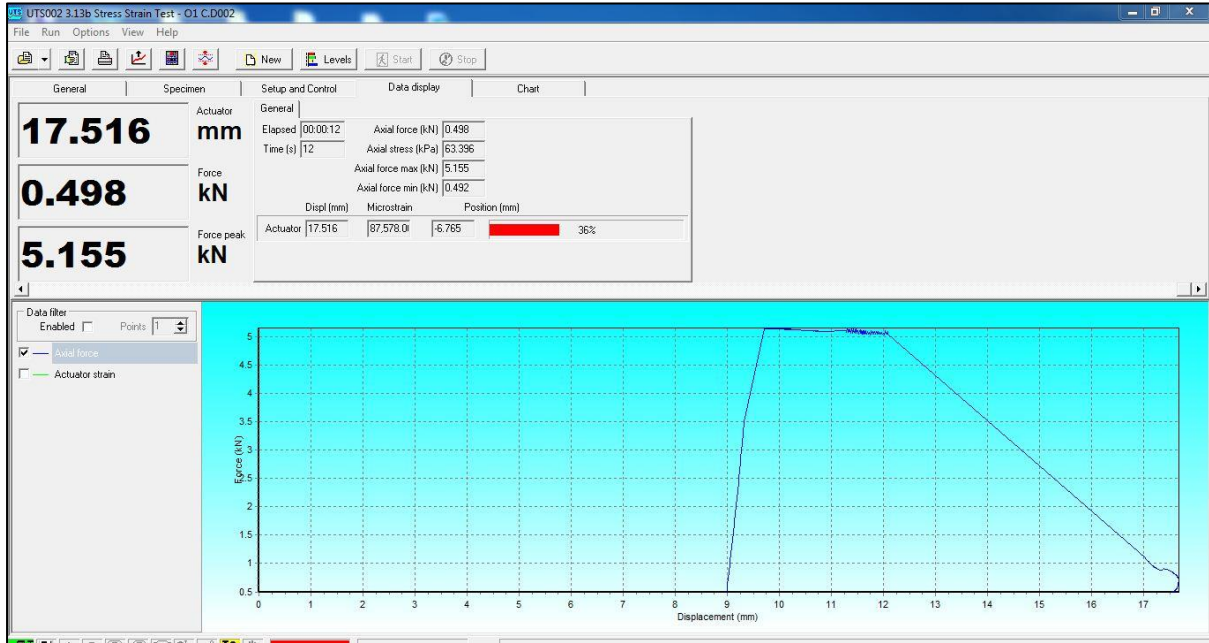 UTS UTS002 3.13b Stress Strain Test - O1 C.D002
File Run Options View Help
New Levels Start Stop
General Specimen Setup and Control Data display Chart
17.516 Actuator mm
0.498 Force kN
5.155 Force peak kN
General
Elapsed 00:00:12 Axial force (kN) 0.498
Time (s) 12 Axial stress (kPa) 63.396
Axial force max (kN) 5.155
Axial force min (kN) 0.492
Displ (mm) Microstrain Position (mm)
Actuator 17.516 87,578.0 -6.765 36%
Data filter
Enabled Points 1
Axial force
Actuator strain
Force (kN)
5
4.5
4
3.5
3
2.5
2
1.5
1
0.5
0 1 2 3 4 5 6 7 8 9 10 11 12 13 14 15 16 17
Displacement (mm)